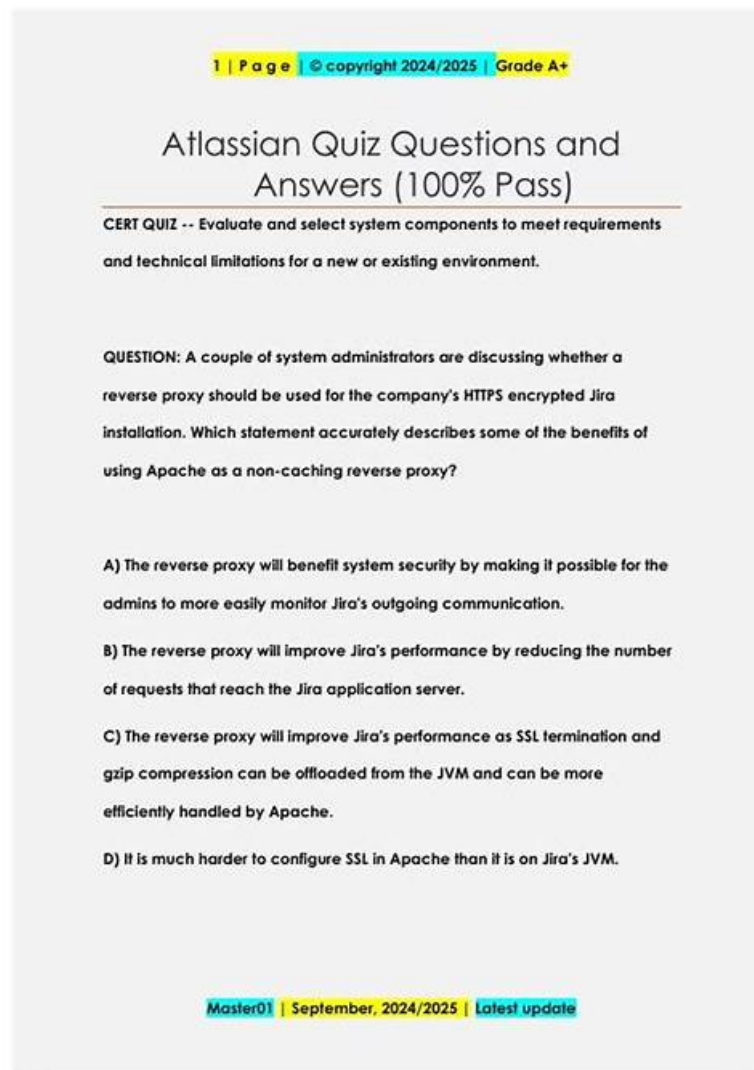 1 | P a g e | © copyright 2024/2025 | Grade A+
Atlassian Quiz Questions and
Answers (100% Pass)
CERT QUIZ -- Evaluate and select system components to meet requirements
and technical limitations for a new or existing environment.
QUESTION: A couple of system administrators are discussing whether a
reverse proxy should be used for the company's HTTPS encrypted Jira
installation. Which statement accurately describes some of the benefits of
using Apache as a non-caching reverse proxy?
A) The reverse proxy will benefit system security by making it possible for the
admins to more easily monitor Jira's outgoing communication.
B) The reverse proxy will improve Jira's performance by reducing the number
of requests that reach the Jira application server.
C) The reverse proxy will improve Jira's performance as SSL termination and
gzip compression can be offloaded from the JVM and can be more
efficiently handled by Apache.
D) It is much harder to configure SSL in Apache than it is on Jira's JVM.
Master01 | September, 2024/2025 | Latest update